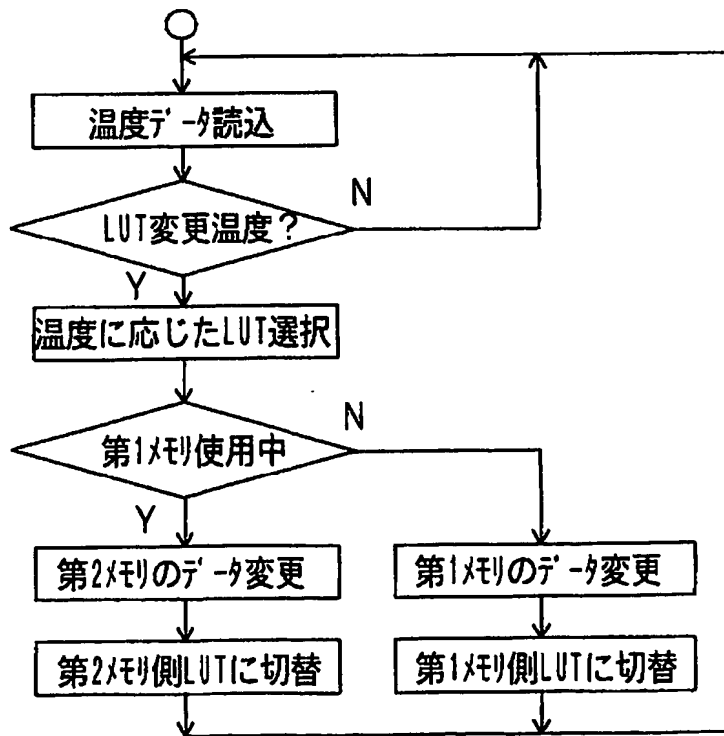 温度ﾃﾞｰﾀ読込
N
LUT変更温度？
Y
温度に応じたLUT選択
N
第1ﾒﾓﾘ使用中
Y
第2ﾒﾓﾘのﾃﾞｰﾀ変更
第1ﾒﾓﾘのﾃﾞｰﾀ変更
第2ﾒﾓﾘ側LUTに切替
第1ﾒﾓﾘ側LUTに切替